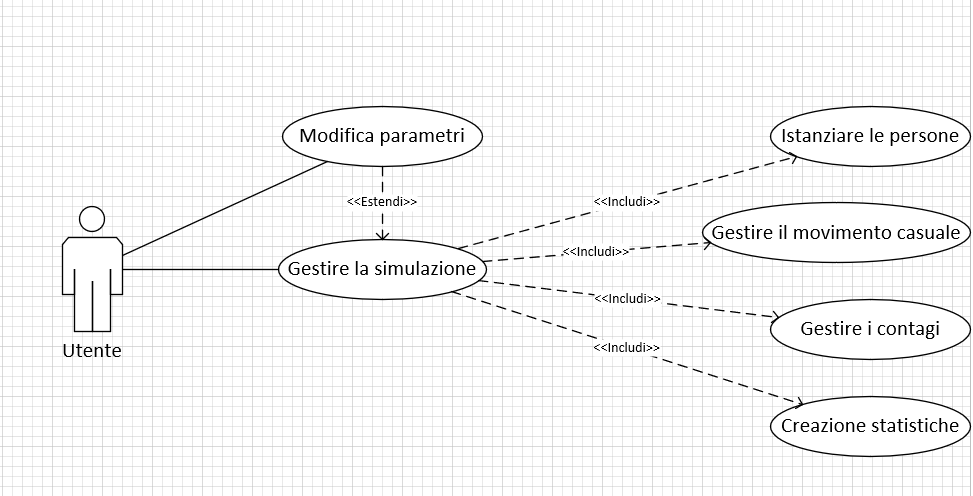 Modifica parametri
Istanziare le persone
<<Estendi>>
<<Includi>>
Gestire il movimento casuale
<<Includi>>
Gestire la simulazione
<<Includi>>
Gestire i contagi
Utente
<<Includi>>
Creazione statistiche